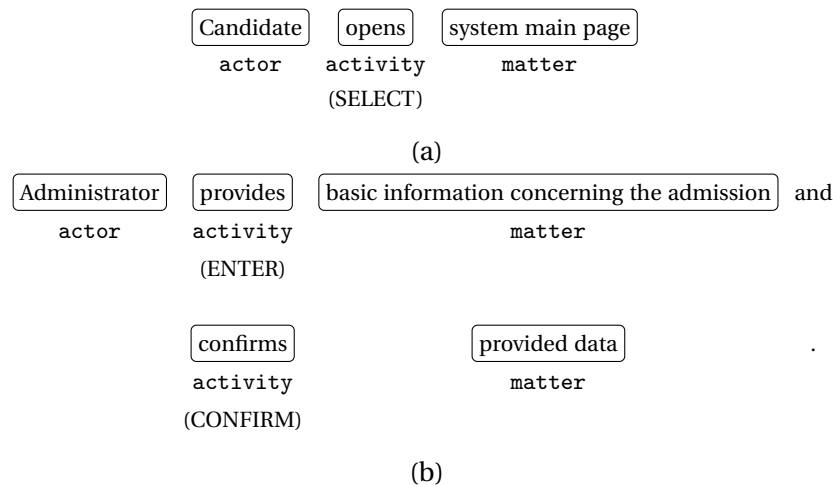 Candidate opens system main page
actor activity matter
(SELECT)
(a)
Administrator provides basic information concerning the admission and
actor activity matter
(ENTER)
confirms provided data .
activity matter
(CONFIRM)
(b)